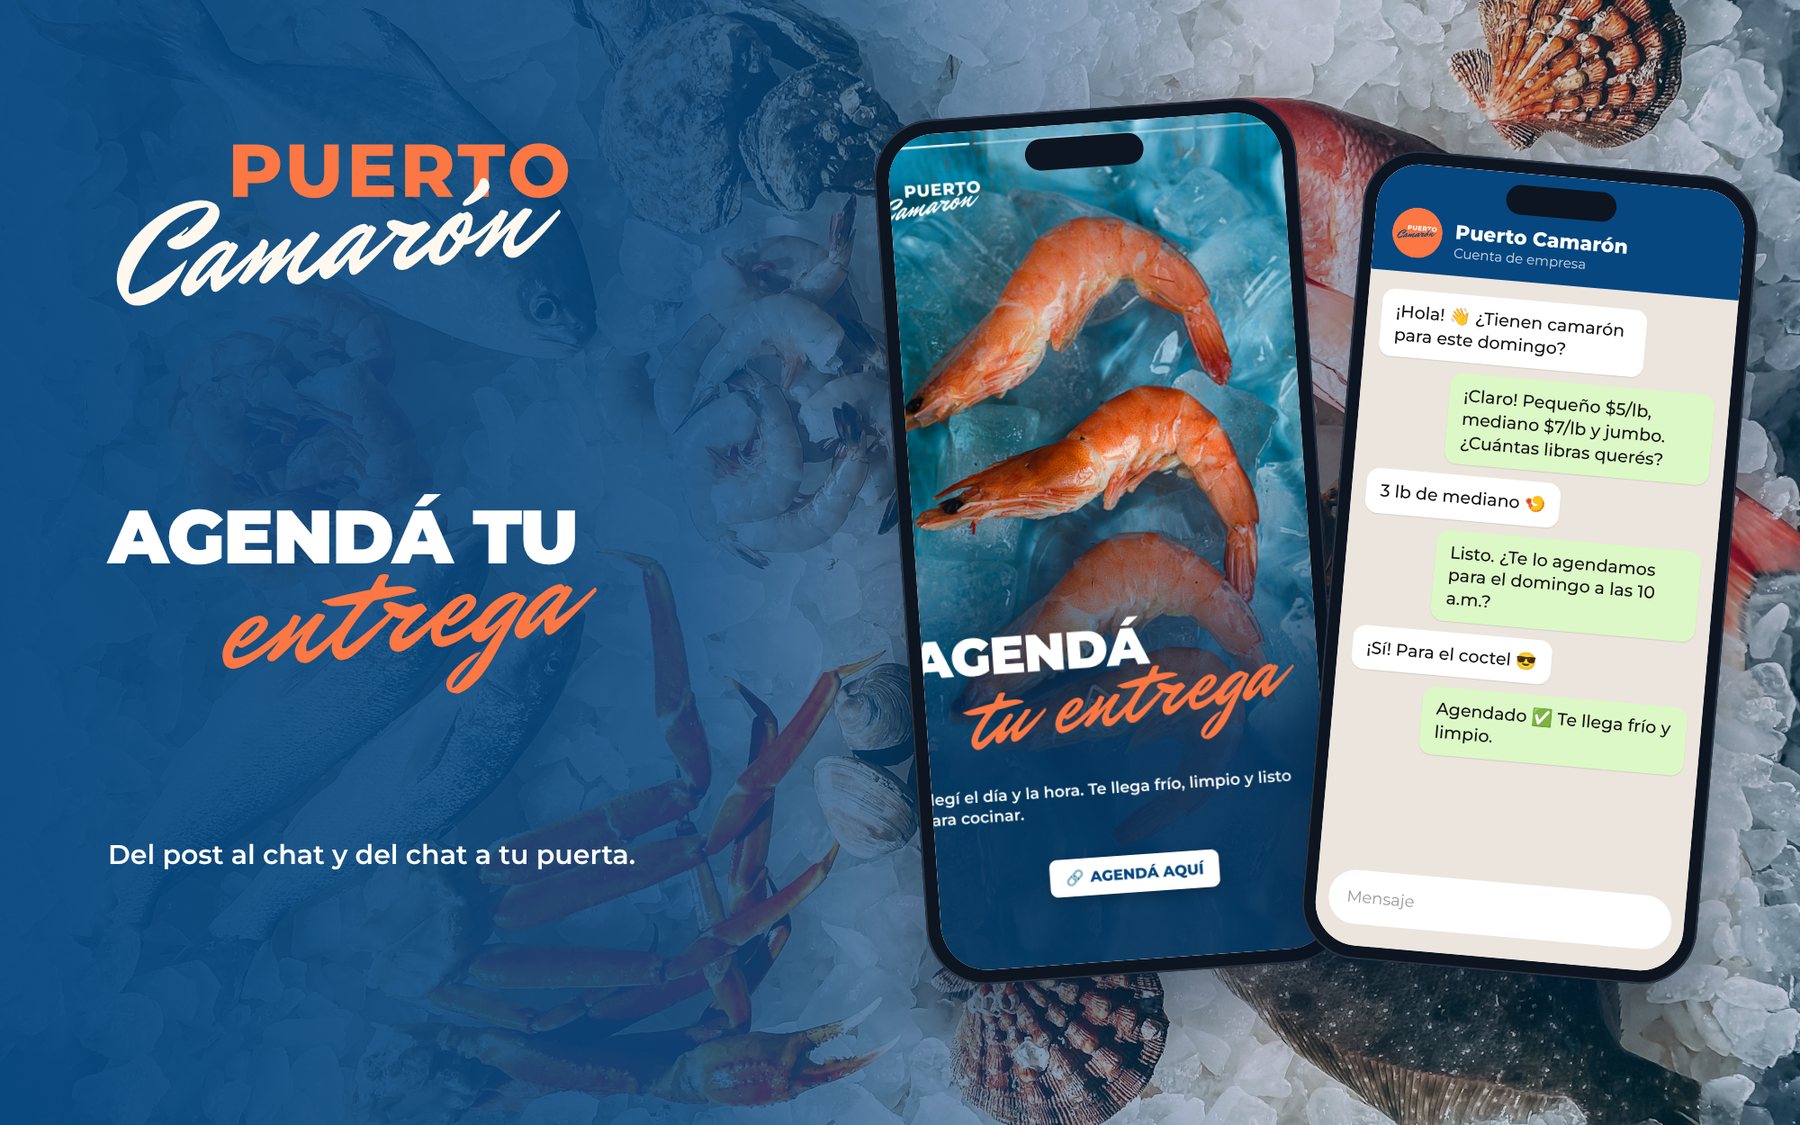 PUERTO
Camarón
AGENDÁ TU
entrega
Del post al chat y del chat a tu puerta.
PUERTO
Camarón
AGENDÁ
tu entrega
legí el día y la hora. Te llega frío, limpio y listo
ara cocinar.
🔗 AGENDÁ AQUÍ
PUERTO
Camarón
Puerto Camarón
Cuenta de empresa
¡Hola! 👋 ¿Tienen camarón
para este domingo?
¡Claro! Pequeño $5/lb,
mediano $7/lb y jumbo.
¿Cuántas libras querés?
3 lb de mediano 🍤
Listo. ¿Te lo agendamos
para el domingo a las 10
a.m.?
¡Sí! Para el coctel 😎
Agendado ✅ Te llega frío y
limpio.
Mensaje